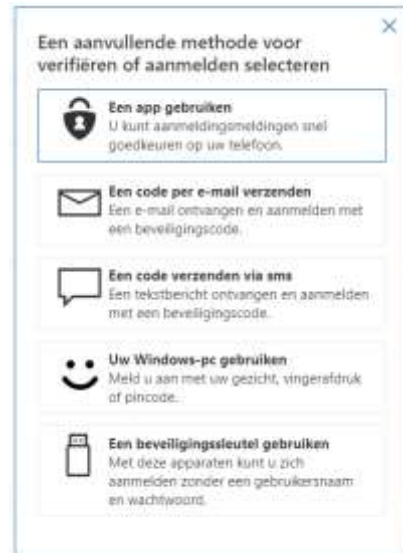 Een aanvullende methode voor
verifiëren of aanmelden selecteren
Een app gebruiken
U kunt aanmeldingsmeldingen snel
goedkeuren op uw telefoon.
Een code per e-mail verzenden
Een e-mail ontvangen en aanmelden met
een beveiligingscode.
Een code verzenden via sms
Een tekstbericht ontvangen en aanmelden
met een beveiligingscode.
Uw Windows-pc gebruiken
Meld u aan met uw gezicht, vingerafdruk
of pincode.
Een beveiligingssleutel gebruiken
Met deze apparaten kunt u zich
aanmelden zonder een gebruikersnaam
en wachtwoord.